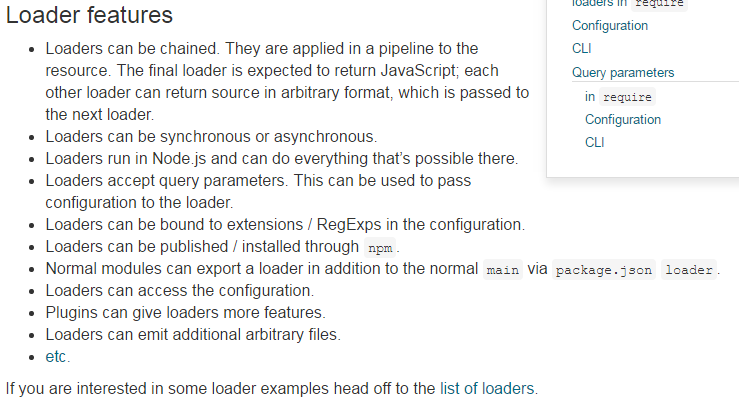 Loader features
Loaders can be chained. They are applied in a pipeline to the
resource. The final loader is expected to return JavaScript; each
other loader can return source in arbitrary format, which is passed to
the next loader.
Loaders can be synchronous or asynchronous.
Loaders run in Node.js and can do everything that’s possible there.
Loaders accept query parameters. This can be used to pass
configuration to the loader.
Loaders can be bound to extensions / RegExps in the configuration.
Loaders can be published / installed through npm.
Normal modules can export a loader in addition to the normal main via package.json loader.
Loaders can access the configuration.
Plugins can give loaders more features.
Loaders can emit additional arbitrary files.
etc.
If you are interested in some loader examples head off to the list of loaders.
loaders in require
Configuration
CLI
Query parameters
in require
Configuration
CLI